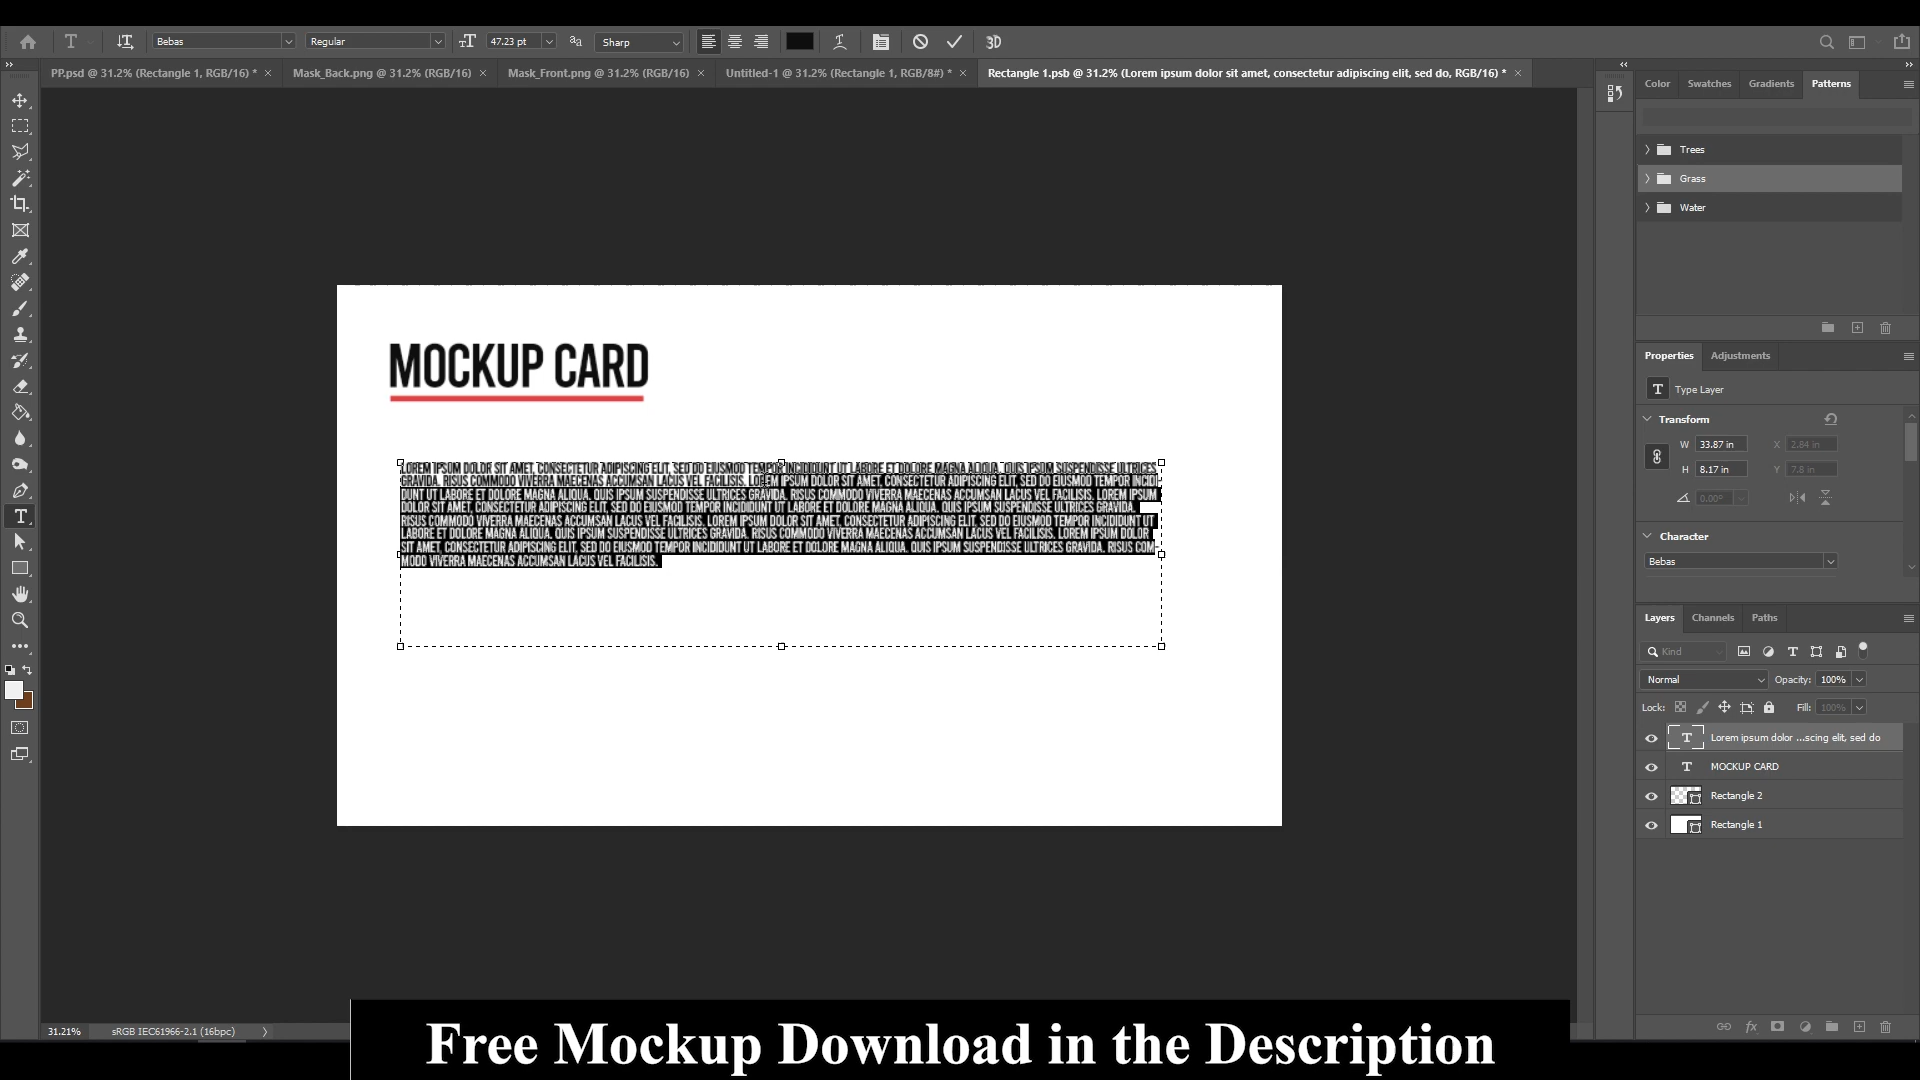 Bebas
Regular
47.23 pt
Sharp
3D
PP.psd @ 31.2% (Rectangle 1, RGB/16) *
Mask_Back.png @ 31.2% (RGB/16)
Mask_Front.png @ 31.2% (RGB/16)
Untitled-1 @ 31.2% (Rectangle 1, RGB/8#) *
Rectangle 1.psb @ 31.2% (Lorem ipsum dolor sit amet, consectetur adipiscing elit, sed do, RGB/16) *
Color
Swatches
Gradients
Patterns
Trees
Grass
Water
MOCKUP CARD
LOREM IPSUM DOLOR SIT AMET, CONSECTETUR ADIPISCING ELIT, SED DO EIUSMOD TEMPOR INCIDIDUNT UT LABORE ET DOLORE MAGNA ALIQUA. QUIS IPSUM SUSPENDISSE ULTRICES
GRAVIDA. RISUS COMMODO VIVERRA MAECENAS ACCUMSAN LACUS VEL FACILISIS. LOREM IPSUM DOLOR SIT AMET, CONSECTETUR ADIPISCING ELIT, SED DO EIUSMOD TEMPOR INCIDI-
DUNT UT LABORE ET DOLORE MAGNA ALIQUA. QUIS IPSUM SUSPENDISSE ULTRICES GRAVIDA. RISUS COMMODO VIVERRA MAECENAS ACCUMSAN LACUS VEL FACILISIS. LOREM IPSUM
DOLOR SIT AMET, CONSECTETUR ADIPISCING ELIT, SED DO EIUSMOD TEMPOR INCIDIDUNT UT LABORE ET DOLORE MAGNA ALIQUA. QUIS IPSUM SUSPENDISSE ULTRICES GRAVIDA.
RISUS COMMODO VIVERRA MAECENAS ACCUMSAN LACUS VEL FACILISIS. LOREM IPSUM DOLOR SIT AMET, CONSECTETUR ADIPISCING ELIT, SED DO EIUSMOD TEMPOR INCIDIDUNT UT
LABORE ET DOLORE MAGNA ALIQUA. QUIS IPSUM SUSPENDISSE ULTRICES GRAVIDA. RISUS COMMODO VIVERRA MAECENAS ACCUMSAN LACUS VEL FACILISIS. LOREM IPSUM DOLOR
SIT AMET, CONSECTETUR ADIPISCING ELIT, SED DO EIUSMOD TEMPOR INCIDIDUNT UT LABORE ET DOLORE MAGNA ALIQUA. QUIS IPSUM SUSPENDISSE ULTRICES GRAVIDA. RISUS COM-
MODO VIVERRA MAECENAS ACCUMSAN LACUS VEL FACILISIS.
Properties
Adjustments
Type Layer
Transform
W 33.87 in
X 2.84 in
H 8.17 in
Y 7.8 in
0.00°
Character
Bebas
Layers
Channels
Paths
Kind
Normal
Opacity: 100%
Lock:
Fill: 100%
Lorem ipsum dolor ...scing elit, sed do
MOCKUP CARD
Rectangle 2
Rectangle 1
31.21%
sRGB IEC61966-2.1 (16bpc)
Free Mockup Download in the Description